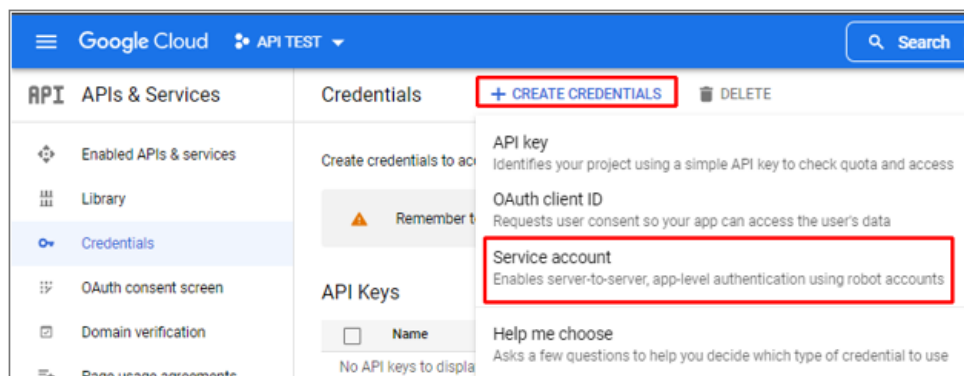 Google Cloud API TEST Search
API APIs & Services
Credentials + CREATE CREDENTIALS DELETE
Enabled APIs & services
Library
Credentials
OAuth consent screen
Domain verification
Create credentials to
Remember
API Keys
Name
No API keys to
API key
Identifies your project using a simple API key to check quota and access
OAuth client ID
Requests user consent so your app can access the user's data
Service account
Enables server-to-server, app-level authentication using robot accounts
Help me choose
Asks a few questions to help you decide which type of credential to use